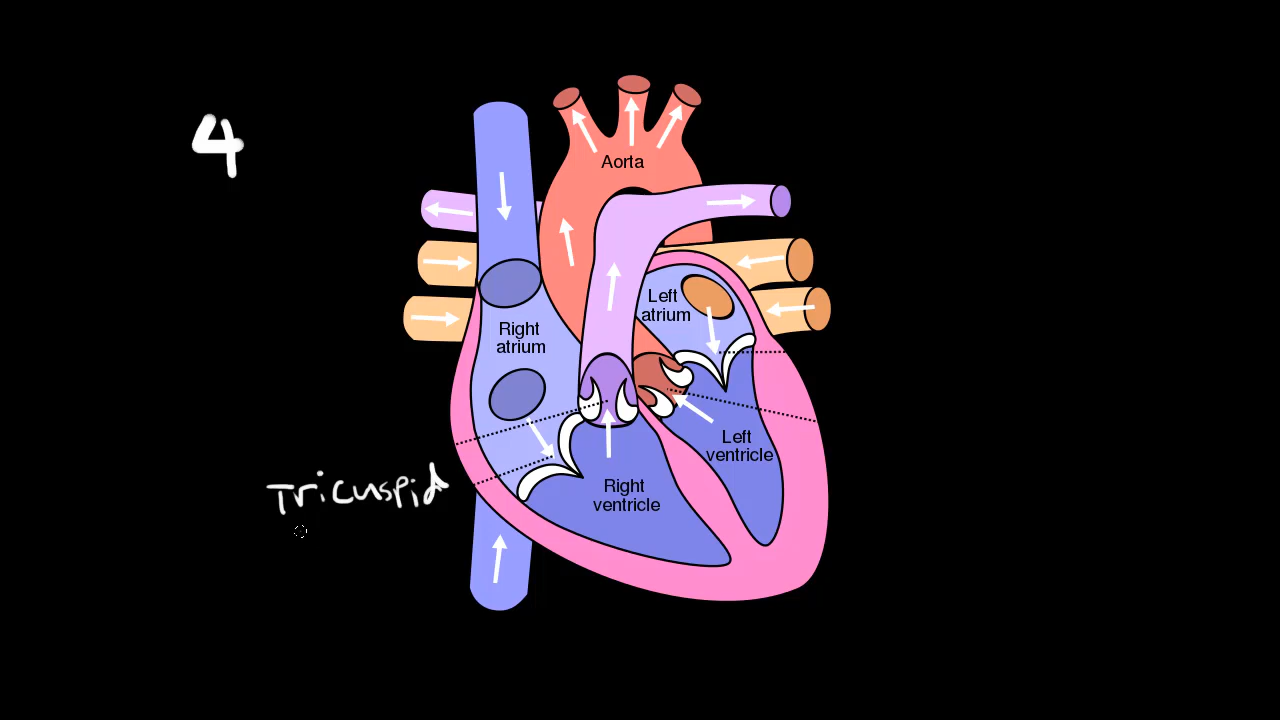 4
Aorta
Left
atrium
Right
atrium
Left
ventricle
Right
ventricle
Tricuspid